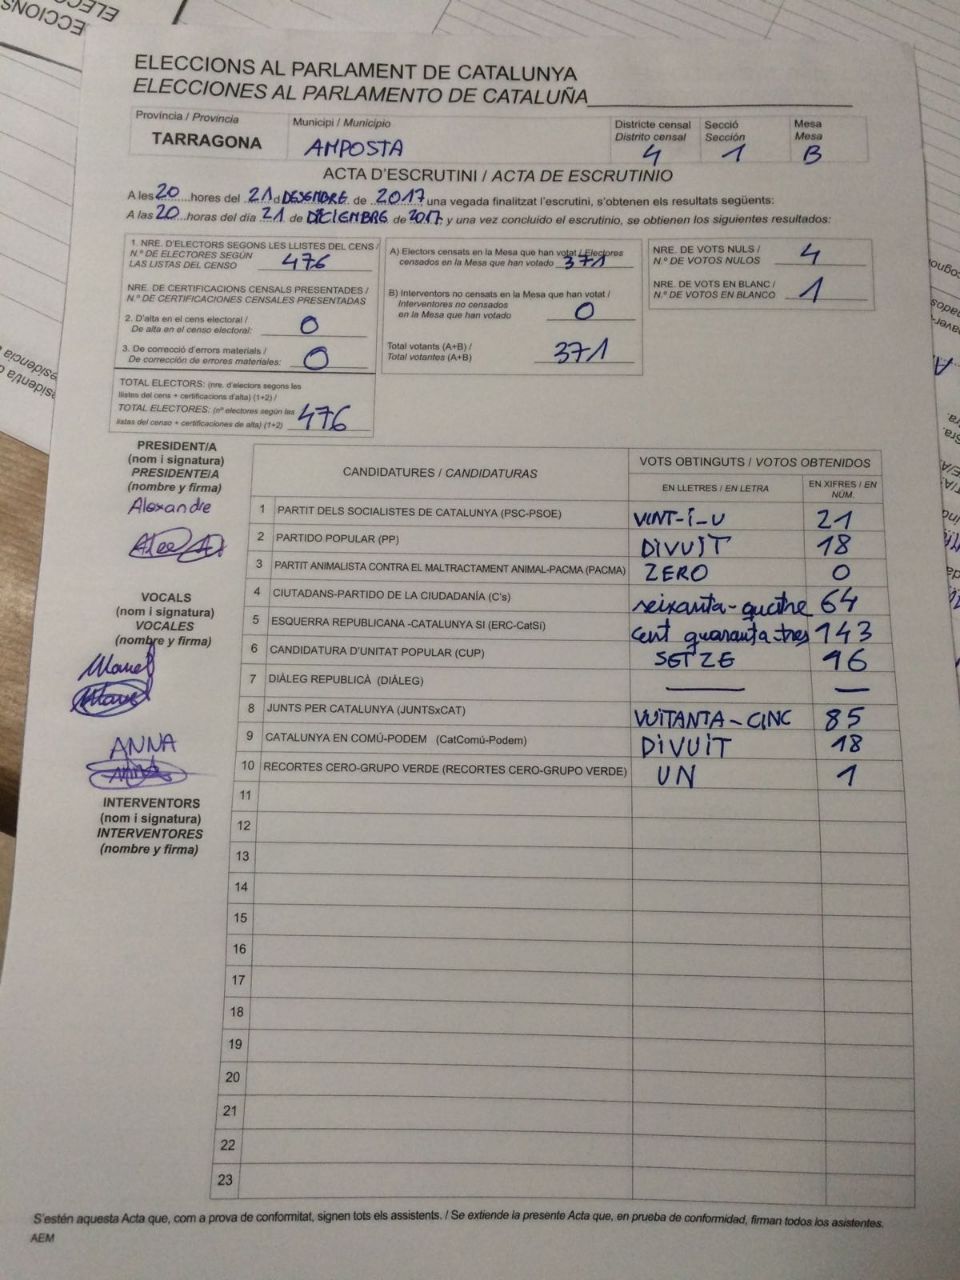 ELECCIONS AL PARLAMENT DE CATALUNYA
ELECCIONES AL PARLAMENTO DE CATALUÑA
Província / Provincia
TARRAGONA
Municipi / Municipio
AMPOSTA
Districte censal
Distrito censal
4
Secció
Sección
1
Mesa
Mesa
B
ACTA D'ESCRUTINI / ACTA DE ESCRUTINIO
A les 20 hores del 21 d DESEMBRE de 2017 una vegada finalitzat l'escrutini, s'obtenen els resultats següents:
A las 20 horas del día 21 de DICIEMBRE de 2017 y una vez concluido el escrutinio, se obtienen los siguientes resultados:
1. NRE. D'ELECTORS SEGONS LES LLISTES DEL CENS /
N.º DE ELECTORES SEGÚN
LAS LISTAS DEL CENSO 476
NRE. DE CERTIFICACIONS CENSALS PRESENTADES /
N.º DE CERTIFICACIONES CENSALES PRESENTADAS
2. D'alta en el cens electoral /
De alta en el censo electoral: 0
3. De correcció d'errors materials /
De corrección de errores materiales: 0
TOTAL ELECTORS: (nre. d'electors segons les
llistes del cens + certificacions d'alta) (1+2) /
TOTAL ELECTORES: (nº electores según las
listas del censo + certificaciones de alta) (1+2) 476
A) Electors censats en la Mesa que han votat / Electores
censados en la Mesa que han votado 371
B) Interventors no censats en la Mesa que han votat /
Interventores no censados
en la Mesa que han votado 0
Total votants (A+B) /
Total votantes (A+B) 371
NRE. DE VOTS NULS /
N.º DE VOTOS NULOS 4
NRE. DE VOTS EN BLANC /
N.º DE VOTOS EN BLANCO 1
PRESIDENT/A
(nom i signatura)
PRESIDENTE/A
(nombre y firma)
Alexandre
VOCALS
(nom i signatura)
VOCALES
(nombre y firma)
Manel
ANNA
INTERVENTORS
(nom i signatura)
INTERVENTORES
(nombre y firma)
CANDIDATURES / CANDIDATURAS
VOTS OBTINGUTS / VOTOS OBTENIDOS
EN LLETRES / EN LETRA
EN XIFRES / EN NÚM.
1 PARTIT DELS SOCIALISTES DE CATALUNYA (PSC-PSOE) VINT-I-U 21
2 PARTIDO POPULAR (PP) DIVUIT 18
3 PARTIT ANIMALISTA CONTRA EL MALTRACTAMENT ANIMAL-PACMA (PACMA) ZERO 0
4 CIUTADANS-PARTIDO DE LA CIUDADANÍA (C's) seixanta-quatre 64
5 ESQUERRA REPUBLICANA -CATALUNYA SI (ERC-CatSí) cent quaranta-tres 143
6 CANDIDATURA D'UNITAT POPULAR (CUP) SETZE 16
7 DIÀLEG REPUBLICÀ (DIÀLEG) — —
8 JUNTS PER CATALUNYA (JUNTSxCAT) VUITANTA-CINC 85
9 CATALUNYA EN COMÚ-PODEM (CatComú-Podem) DIVUIT 18
10 RECORTES CERO-GRUPO VERDE (RECORTES CERO-GRUPO VERDE) UN 1
11
12
13
14
15
16
17
18
19
20
21
22
23
S'estén aquesta Acta que, com a prova de conformitat, signen tots els assistents. / Se extiende la presente Acta que, en prueba de conformidad, firman todos los asistentes.
AEM